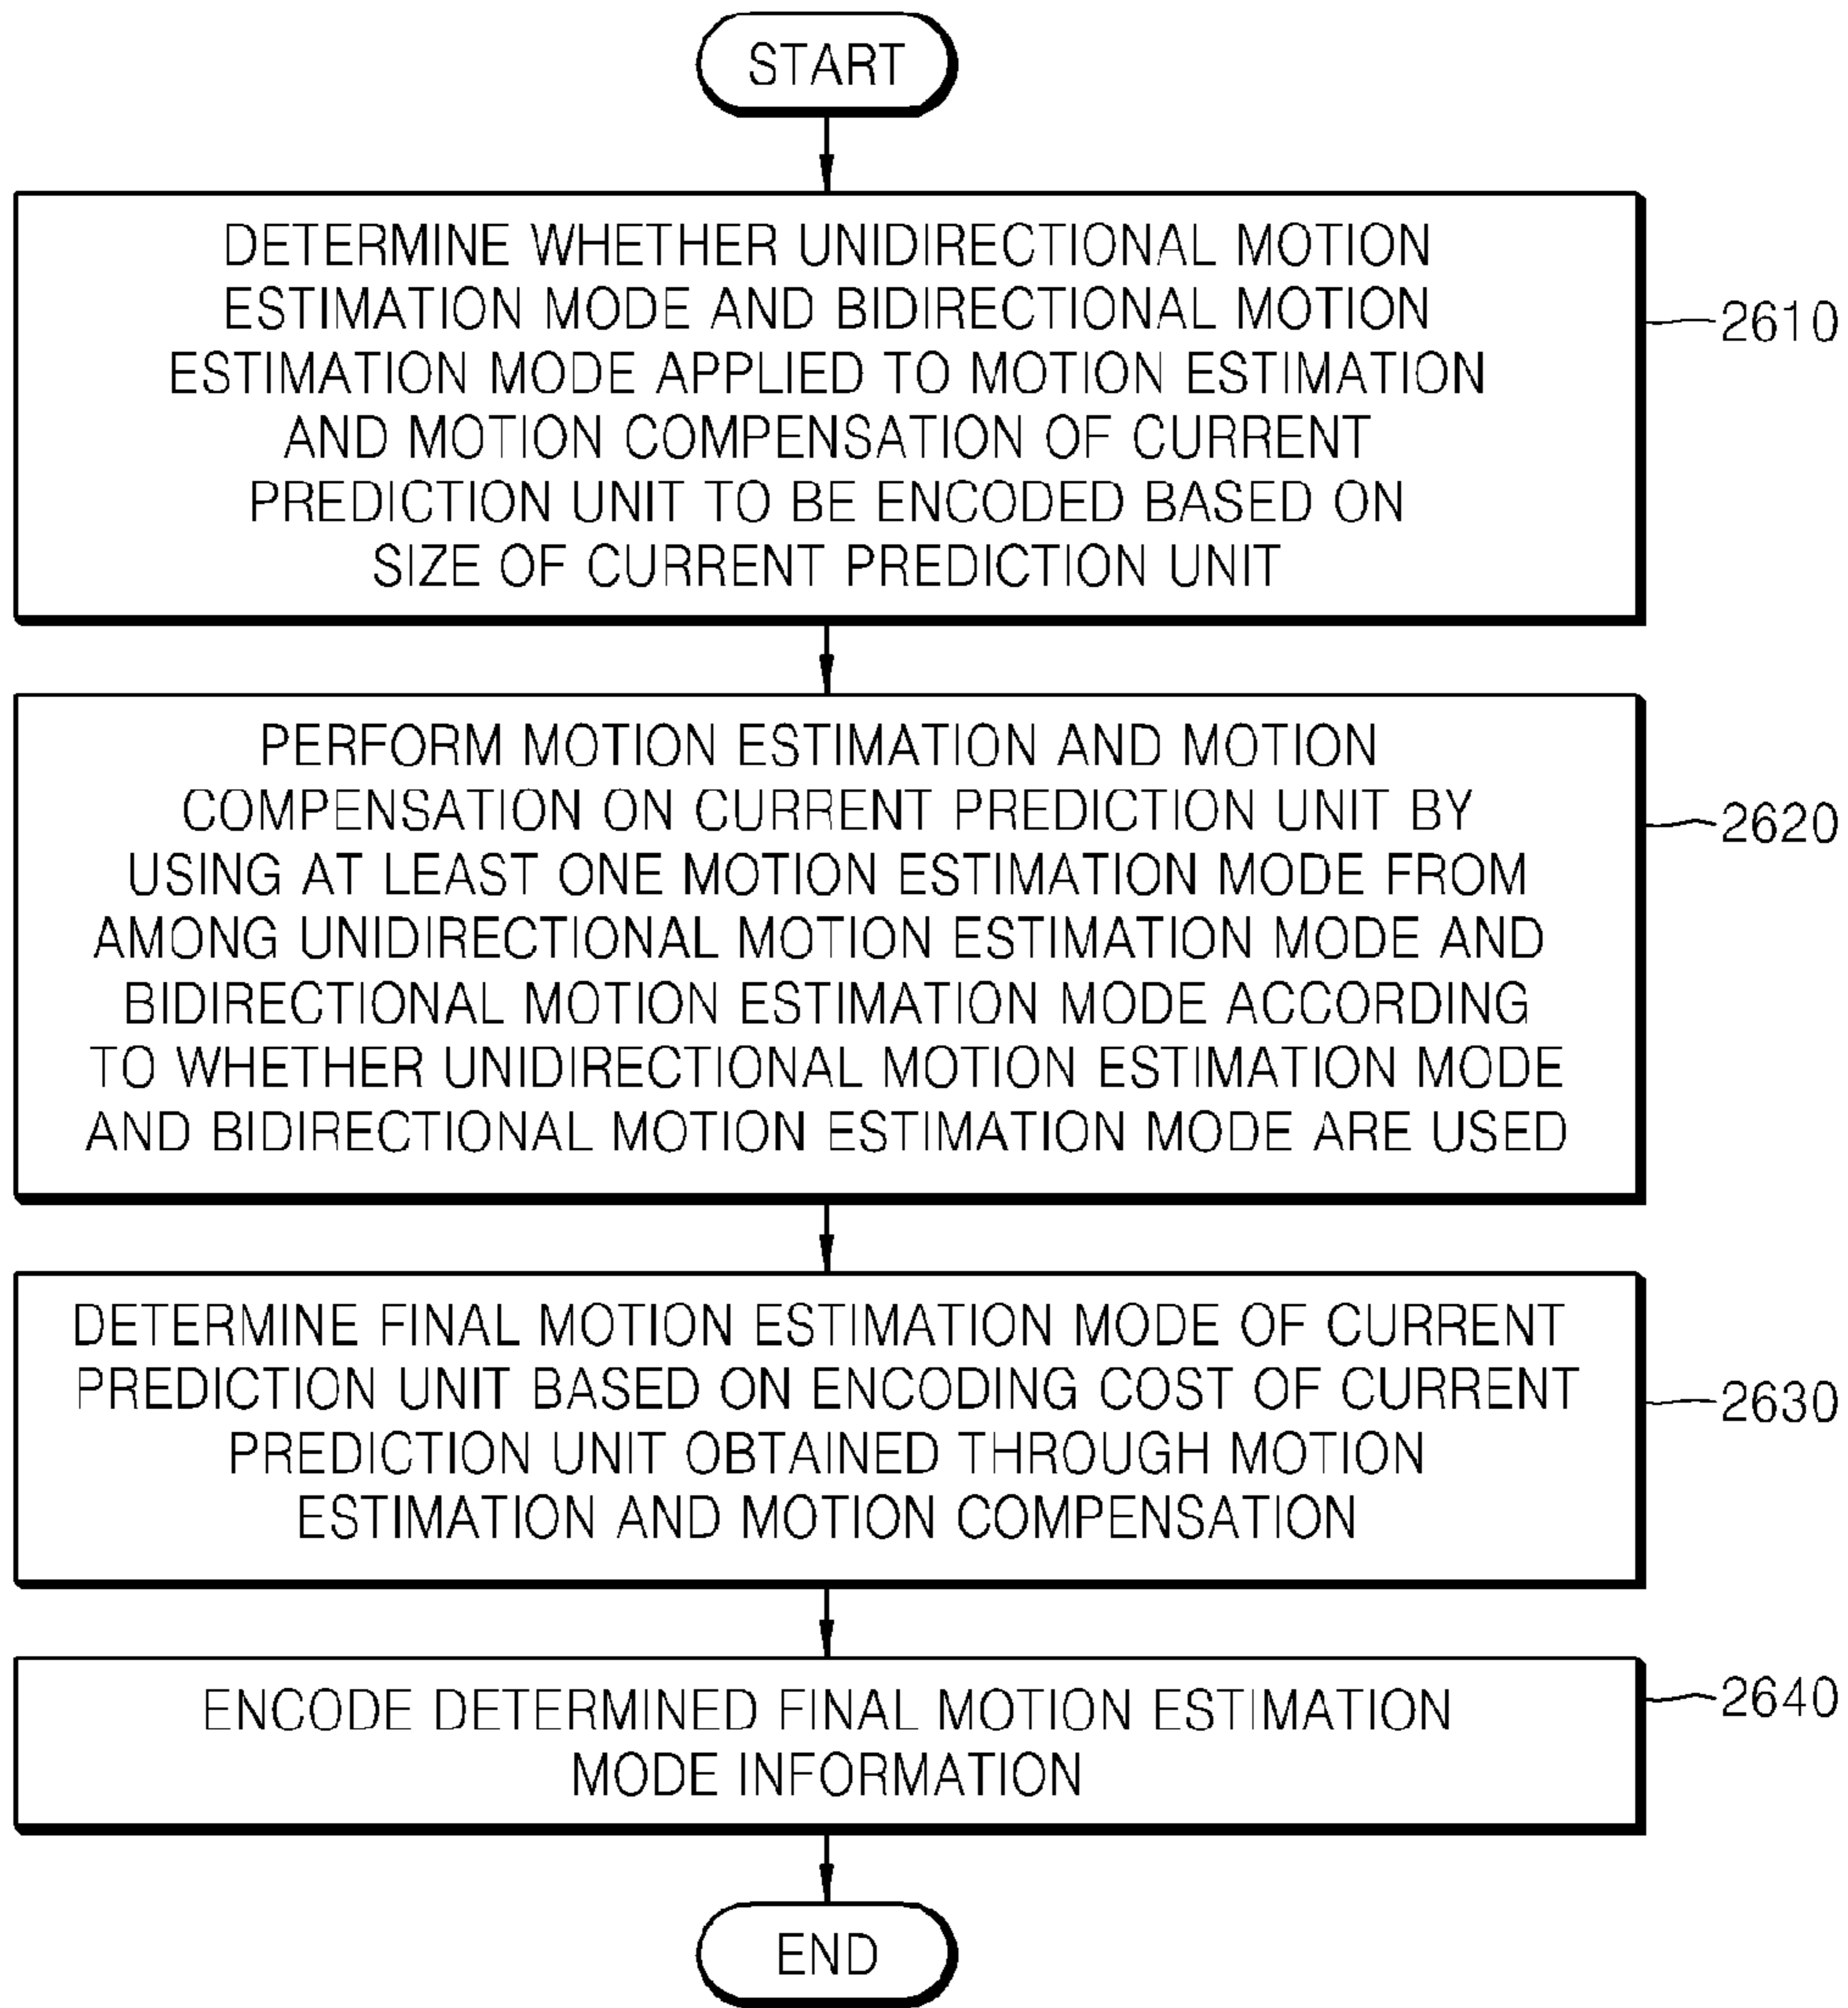 START
DETERMINE WHETHER UNIDIRECTIONAL MOTION
ESTIMATION MODE AND BIDIRECTIONAL MOTION
ESTIMATION MODE APPLIED TO MOTION ESTIMATION
AND MOTION COMPENSATION OF CURRENT
PREDICTION UNIT TO BE ENCODED BASED ON
SIZE OF CURRENT PREDICTION UNIT
2610
PERFORM MOTION ESTIMATION AND MOTION
COMPENSATION ON CURRENT PREDICTION UNIT BY
USING AT LEAST ONE MOTION ESTIMATION MODE FROM
AMONG UNIDIRECTIONAL MOTION ESTIMATION MODE AND
BIDIRECTIONAL MOTION ESTIMATION MODE ACCORDING
TO WHETHER UNIDIRECTIONAL MOTION ESTIMATION MODE
AND BIDIRECTIONAL MOTION ESTIMATION MODE ARE USED
2620
DETERMINE FINAL MOTION ESTIMATION MODE OF CURRENT
PREDICTION UNIT BASED ON ENCODING COST OF CURRENT
PREDICTION UNIT OBTAINED THROUGH MOTION
ESTIMATION AND MOTION COMPENSATION
2630
ENCODE DETERMINED FINAL MOTION ESTIMATION
MODE INFORMATION
2640
END